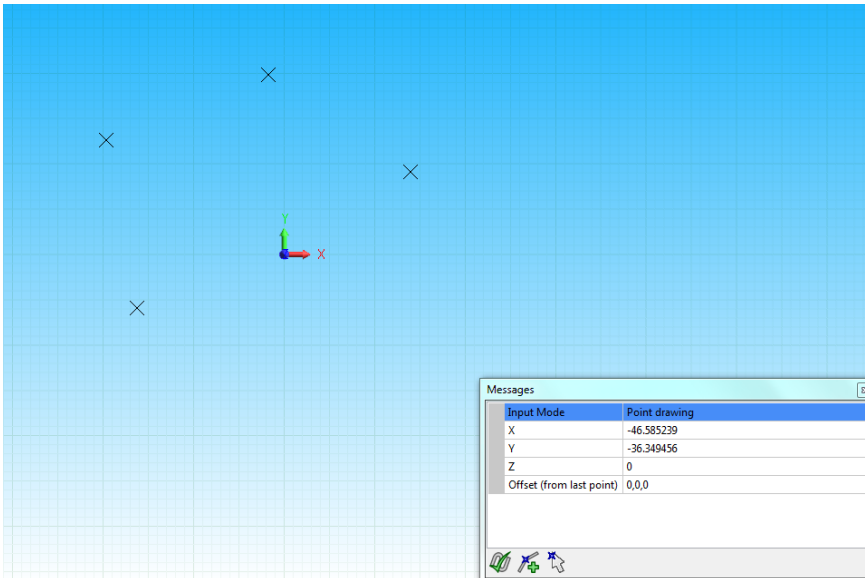 Y
X
Messages
Input Mode Point drawing
X -46.585239
Y -36.349456
Z 0
Offset (from last point) 0,0,0